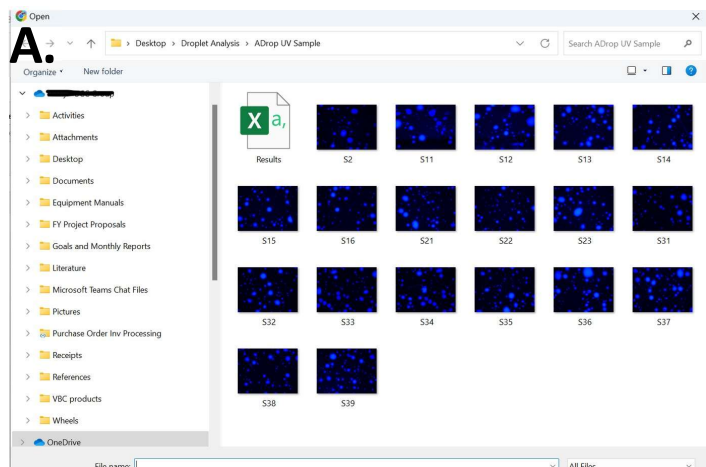 Open
A.
Desktop > Droplet Analysis > ADrop UV Sample
Search ADrop UV Sample
Organize
New folder
Activities
Attachments
Desktop
Documents
Equipment Manuals
FY Project Proposals
Goals and Monthly Reports
Literature
Microsoft Teams Chat Files
Pictures
Purchase Order Inv Processing
Receipts
References
VBC products
Wheels
OneDrive
X a,
Results
S2
S11
S12
S13
S14
S15
S16
S21
S22
S23
S31
S32
S33
S34
S35
S36
S37
S38
S39
File name:
All Files